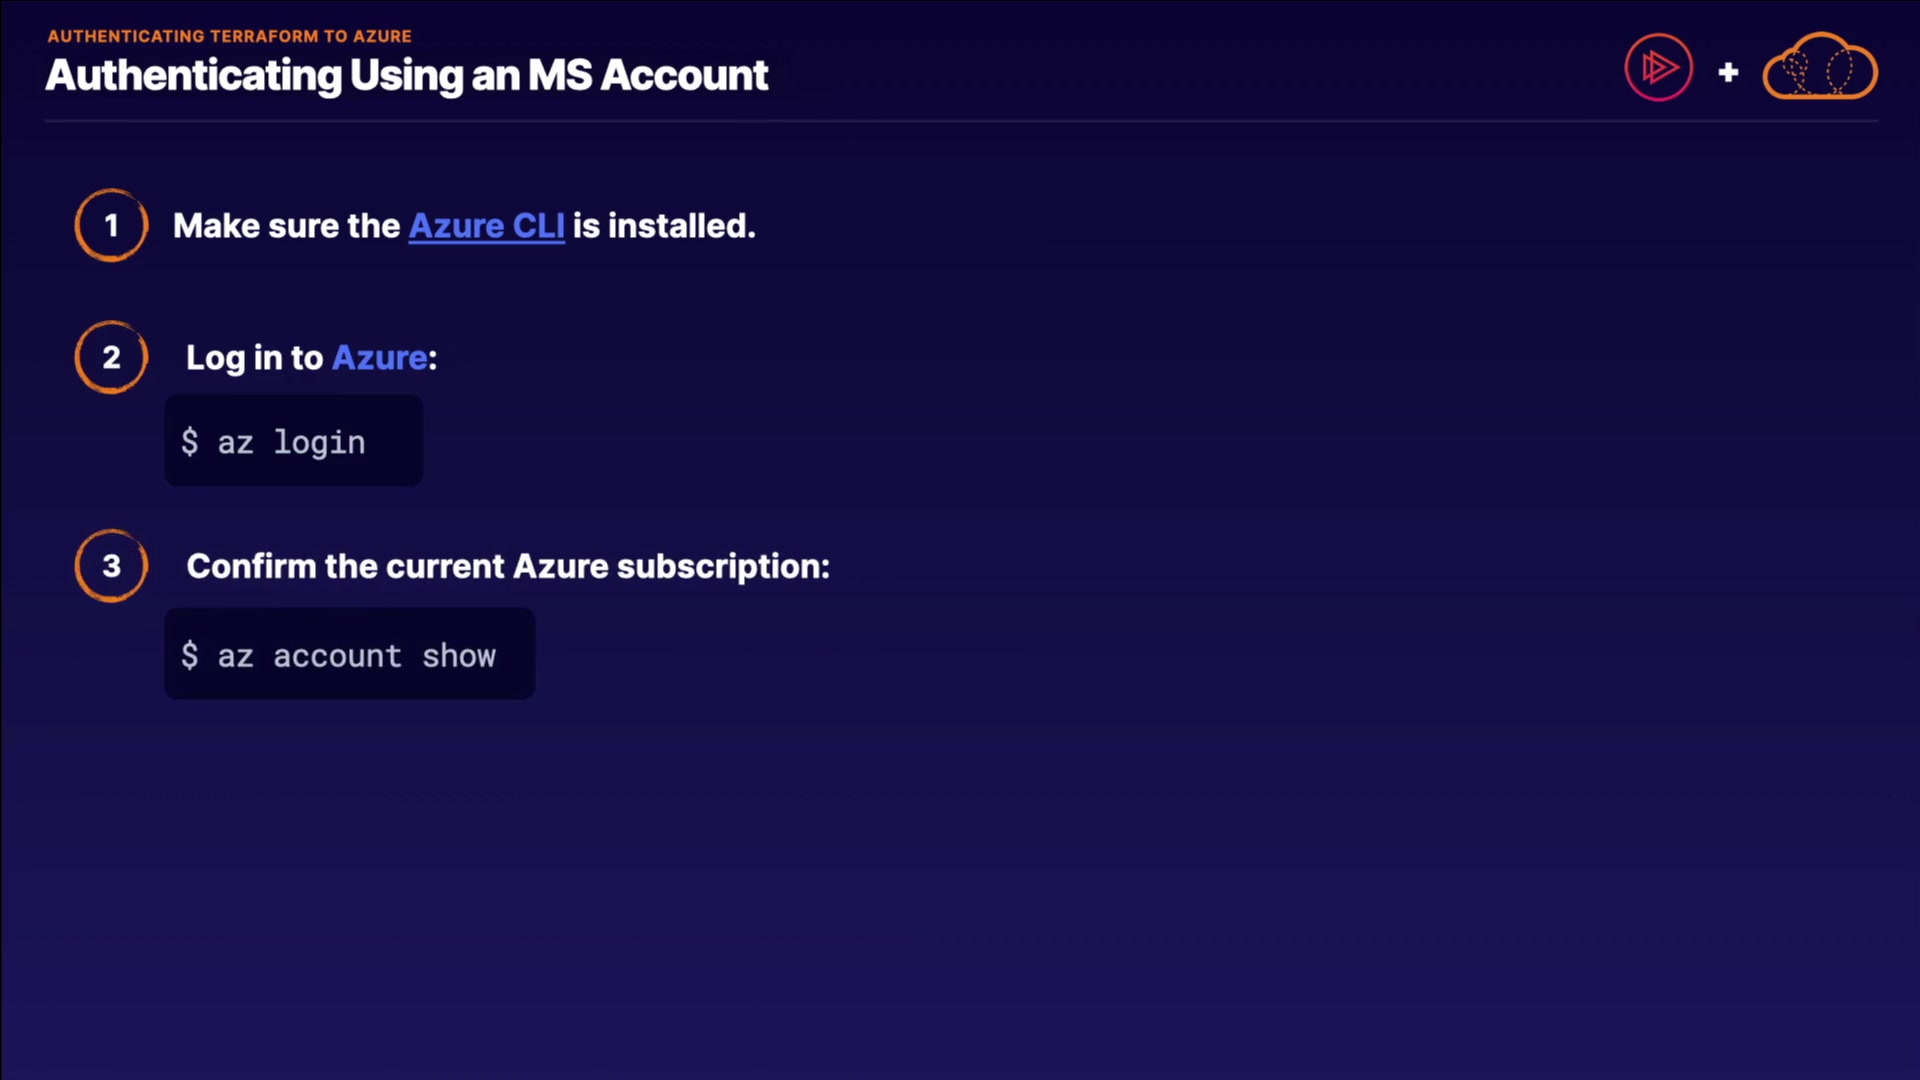 AUTHENTICATING TERRAFORM TO AZURE
Authenticating Using an MS Account
+
1 Make sure the Azure CLI is installed.
2 Log in to Azure:
$ az login
3 Confirm the current Azure subscription:
$ az account show